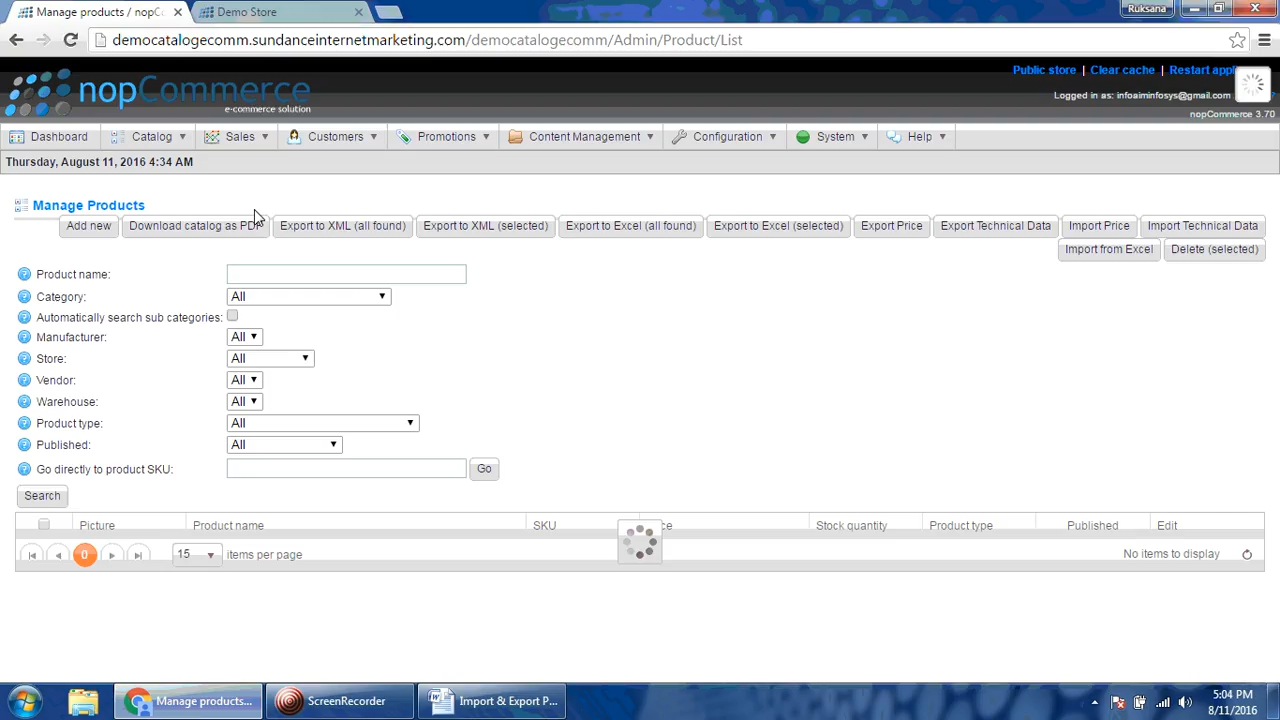 Manage products / nopC
Demo Store
Ruksana
democatalogecomm.sundanceinternetmarketing.com/democatalogecomm/Admin/Product/List
nopCommerce
e-commerce solution
Public store | Clear cache | Restart appl
Logged in as: infoaiminfosys@gmail.com
nopCommerce 3.70
Dashboard Catalog Sales Customers Promotions Content Management Configuration System Help
Thursday, August 11, 2016 4:34 AM
Manage Products
Add new Download catalog as PD Export to XML (all found) Export to XML (selected) Export to Excel (all found) Export to Excel (selected) Export Price Export Technical Data Import Price Import Technical Data
Import from Excel Delete (selected)
Product name:
Category: All
Automatically search sub categories:
Manufacturer: All
Store: All
Vendor: All
Warehouse: All
Product type: All
Published: All
Go directly to product SKU: Go
Search
Picture Product name SKU ce Stock quantity Product type Published Edit
0 15 items per page No items to display
Manage products... ScreenRecorder Import & Export P...
5:04 PM
8/11/2016